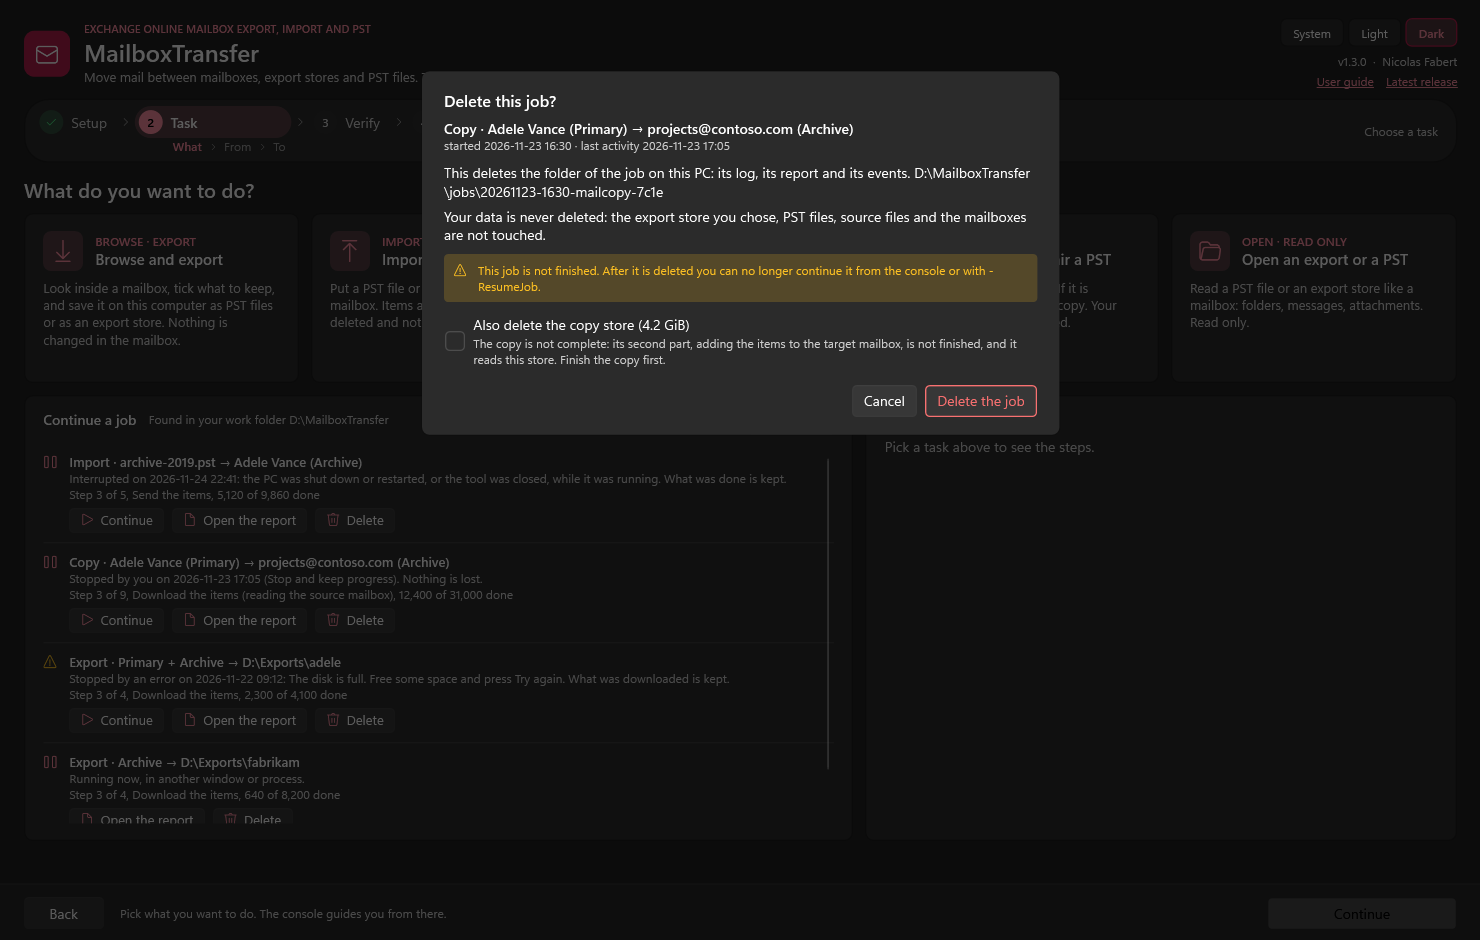 EXCHANGE ONLINE MAILBOX EXPORT, IMPORT AND PST
MailboxTransfer
Move mail between mailboxes, export stores and PST files.
System
Light
Dark
v1.3.0 · Nicolas Fabert
User guide
Latest release
Setup
2
Task
3
Verify
Choose a task
What
From
To
What do you want to do?
BROWSE · EXPORT
Browse and export
Look inside a mailbox, tick what to keep,
and save it on this computer as PST files
or as an export store. Nothing is
changed in the mailbox.
IMPORT
Impor
Put a PST file or
mailbox. Items a
deleted and not
ir a PST
f it is
copy. Your
d.
OPEN · READ ONLY
Open an export or a PST
Read a PST file or an export store like a
mailbox: folders, messages, attachments.
Read only.
Delete this job?
Copy · Adele Vance (Primary) → projects@contoso.com (Archive)
started 2026-11-23 16:30 · last activity 2026-11-23 17:05
This deletes the folder of the job on this PC: its log, its report and its events. D:\MailboxTransfer
\jobs\20261123-1630-mailcopy-7c1e
Your data is never deleted: the export store you chose, PST files, source files and the mailboxes
are not touched.
This job is not finished. After it is deleted you can no longer continue it from the console or with -
ResumeJob.
Also delete the copy store (4.2 GiB)
The copy is not complete: its second part, adding the items to the target mailbox, is not finished, and it
reads this store. Finish the copy first.
Cancel
Delete the job
Continue a job
Found in your work folder D:\MailboxTransfer
Import · archive-2019.pst → Adele Vance (Archive)
Interrupted on 2026-11-24 22:41: the PC was shut down or restarted, or the tool was closed, while it was running. What was done is kept.
Step 3 of 5, Send the items, 5,120 of 9,860 done
Continue
Open the report
Delete
Copy · Adele Vance (Primary) → projects@contoso.com (Archive)
Stopped by you on 2026-11-23 17:05 (Stop and keep progress). Nothing is lost.
Step 3 of 9, Download the items (reading the source mailbox), 12,400 of 31,000 done
Continue
Open the report
Delete
Export · Primary + Archive → D:\Exports\adele
Stopped by an error on 2026-11-22 09:12: The disk is full. Free some space and press Try again. What was downloaded is kept.
Step 3 of 4, Download the items, 2,300 of 4,100 done
Continue
Open the report
Delete
Export · Archive → D:\Exports\fabrikam
Running now, in another window or process.
Step 3 of 4, Download the items, 640 of 8,200 done
Open the report
Delete
Pick a task above to see the steps.
Back
Pick what you want to do. The console guides you from there.
Continue